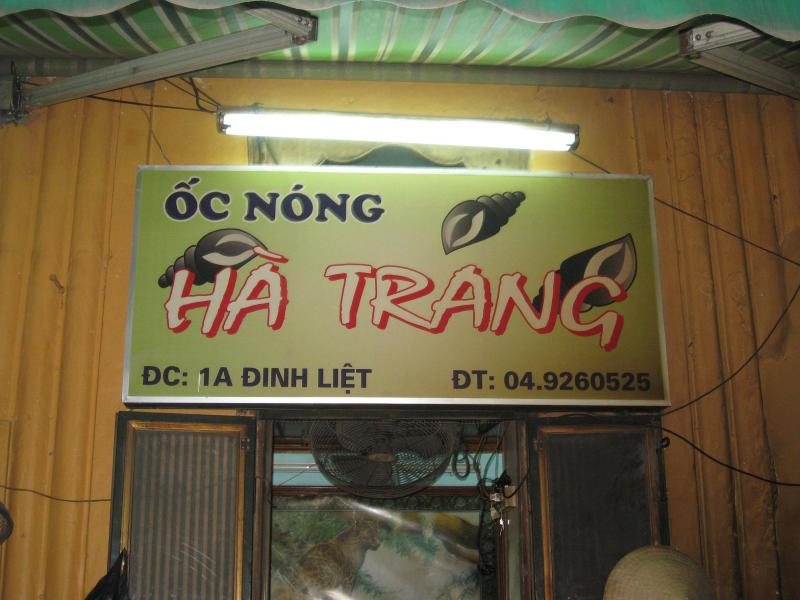 ỐC NÓNG
HÀ TRANG
ĐC: 1A ĐINH LIỆT ĐT: 04.9260525